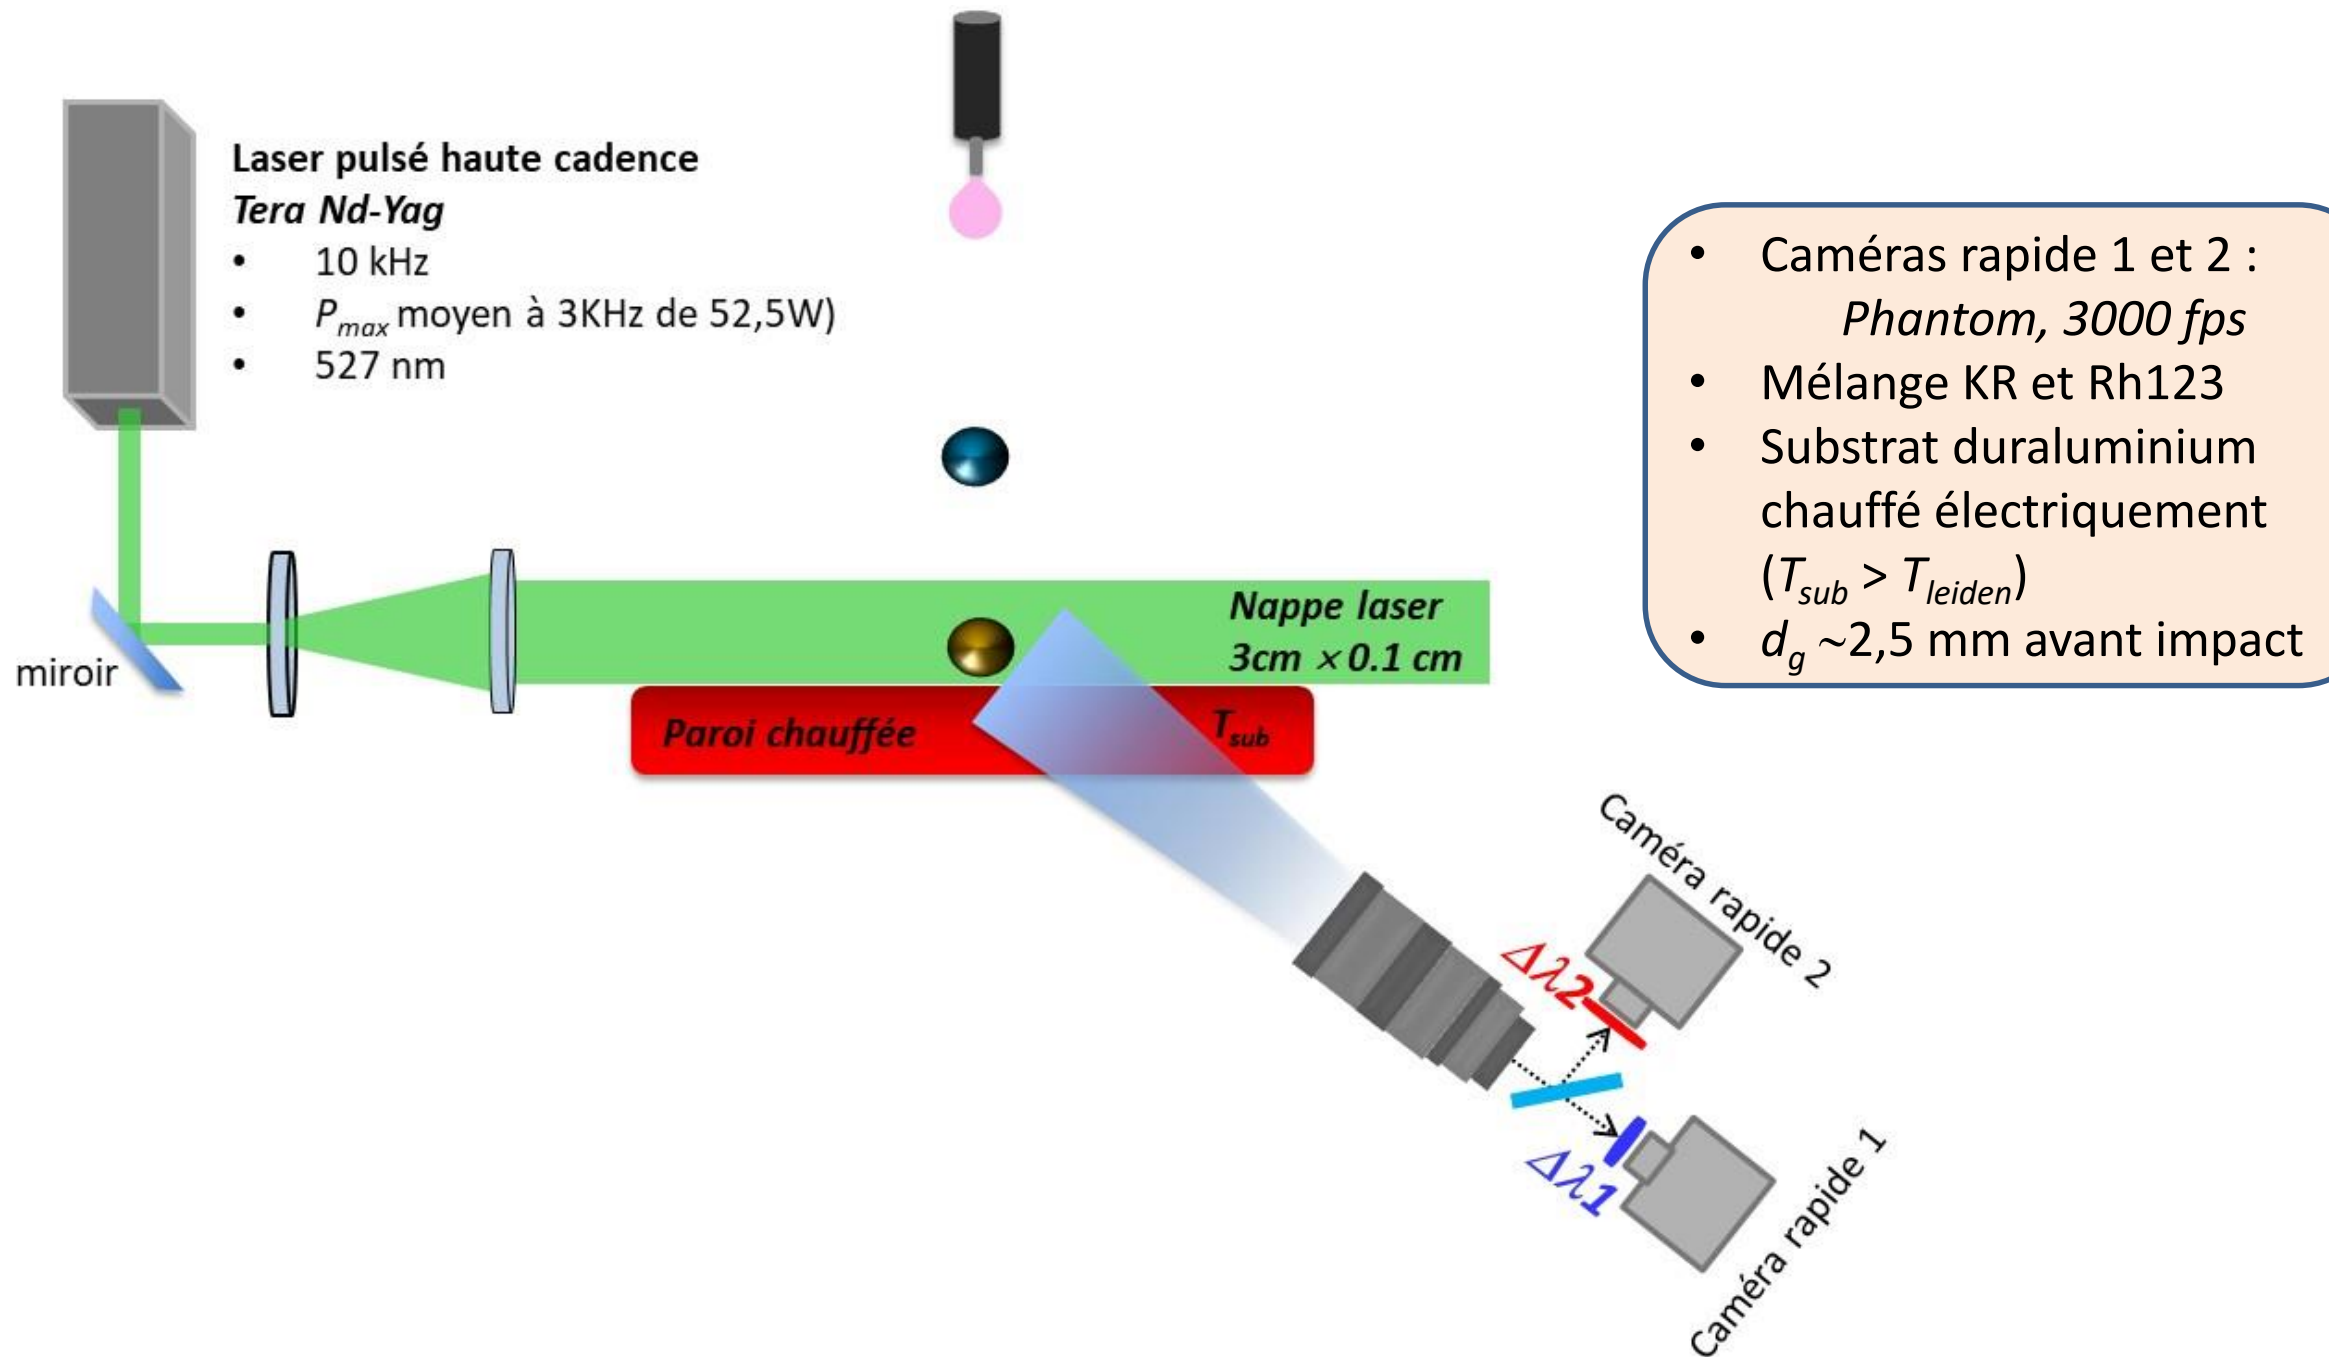 Laser pulsé haute cadence
Tera Nd-Yag
• 10 kHz
• Pmax moyen à 3KHz de 52,5W)
• 527 nm
miroir
Nappe laser
3cm × 0.1 cm
Paroi chauffée
Tsub
• Caméras rapide 1 et 2 :
Phantom, 3000 fps
• Mélange KR et Rh123
• Substrat duraluminium
chauffé électriquement
(Tsub > Tleiden)
• dg ~2,5 mm avant impact
Caméra rapide 2
Δλ2
Δλ1
Caméra rapide 1